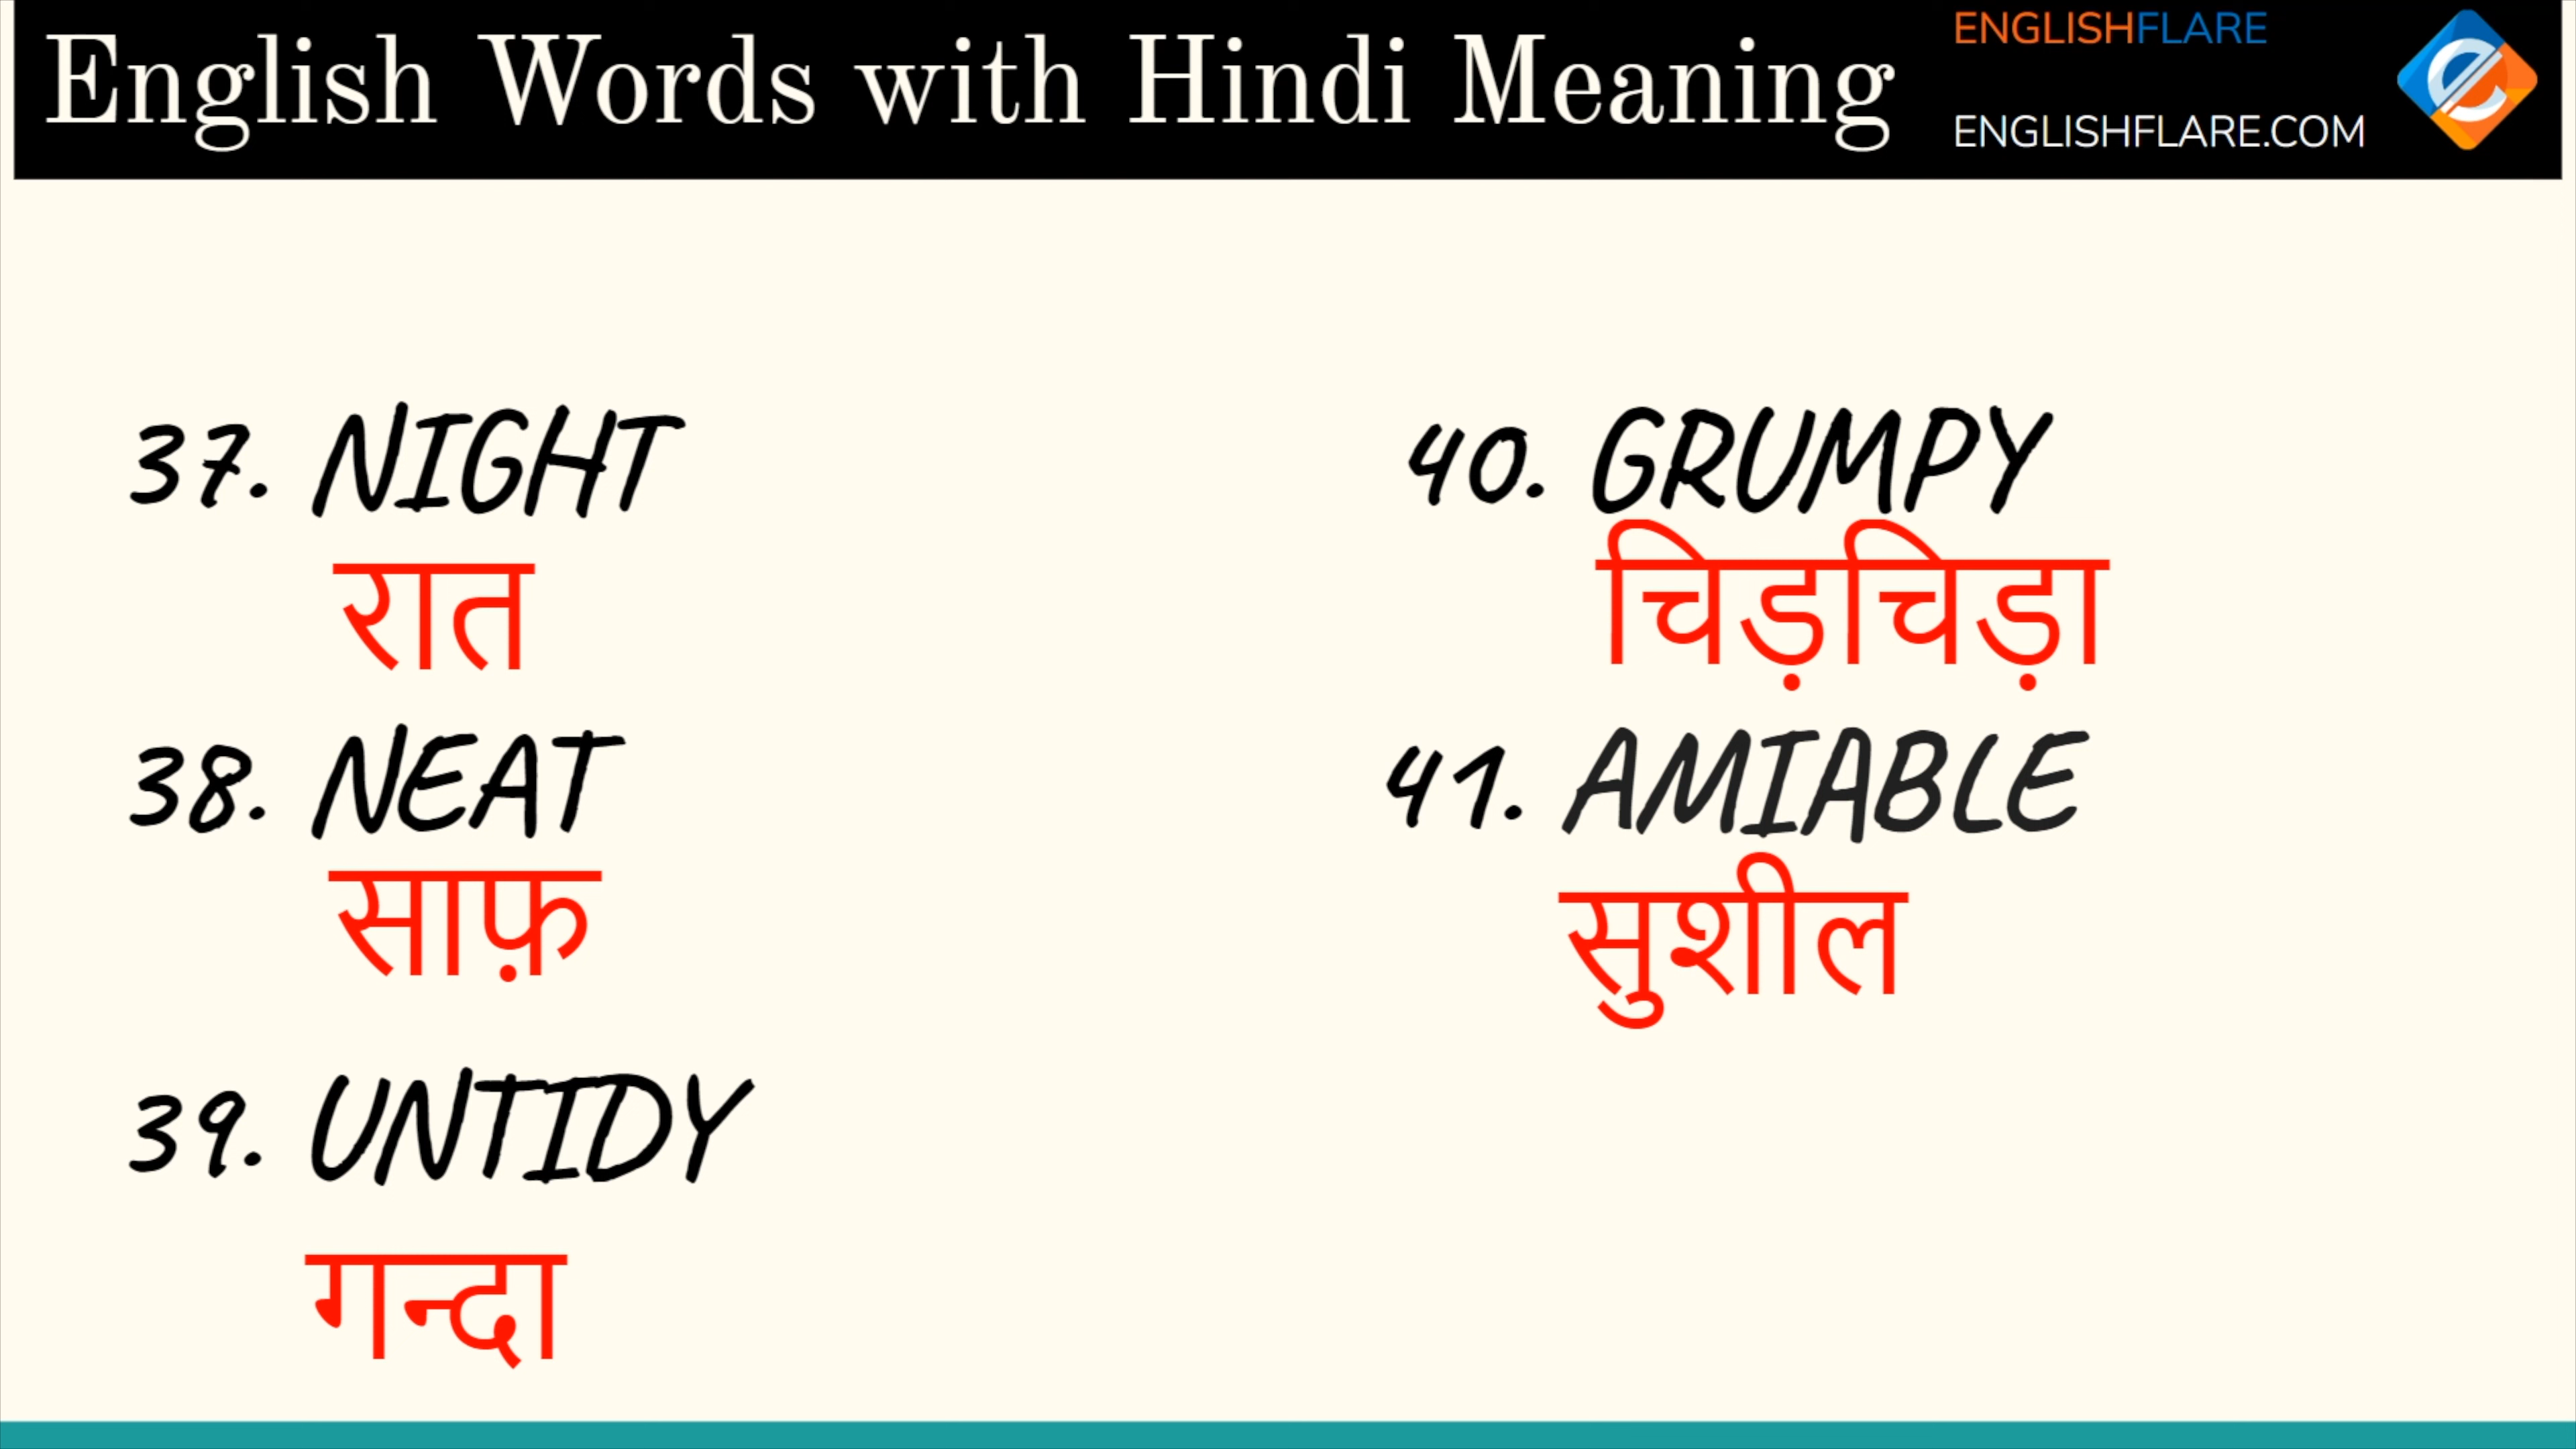 English Words with Hindi Meaning
ENGLISHFLARE
ENGLISHFLARE.COM
37. NIGHT
रात
38. NEAT
साफ़
39. UNTIDY
गन्दा
40. GRUMPY
चिड़चिड़ा
41. AMIABLE
सुशील